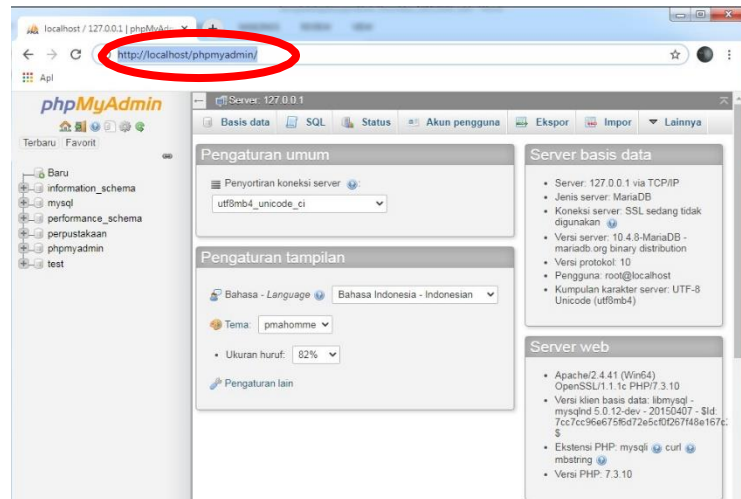 localhost / 127.0.0.1 | phpMyAd
http://localhost/phpmyadmin/
Apl
phpMyAdmin
Terbaru Favorit
Baru
information_schema
mysql
performance_schema
perpustakaan
phpmyadmin
test
Server: 127.0.0.1
Basis data SQL Status Akun pengguna Ekspor Impor Lainnya
Pengaturan umum
Penyortiran koneksi server :
utf8mb4_unicode_ci
Pengaturan tampilan
Bahasa - Language Bahasa Indonesia - Indonesian
Tema: pmahomme
Ukuran huruf: 82%
Pengaturan lain
Server basis data
Server: 127.0.0.1 via TCP/IP
Jenis server: MariaDB
Koneksi server: SSL sedang tidak
digunakan
Versi server: 10.4.8-MariaDB -
mariadb.org binary
distribution
Versi protokol: 10
Pengguna: root@localhost
Kumpulan karakter server: UTF-8
Unicode (utf8mb4)
Server web
Apache/2.4.41 (Win64)
OpenSSL/1.1.1c PHP/7.3.10
Versi klien basis data: libmysql -
mysqlnd 5.0.12-dev - 20150407 - $Id:
$
Ekstensi PHP: mysqli curl
mbstring
Versi PHP: 7.3.10